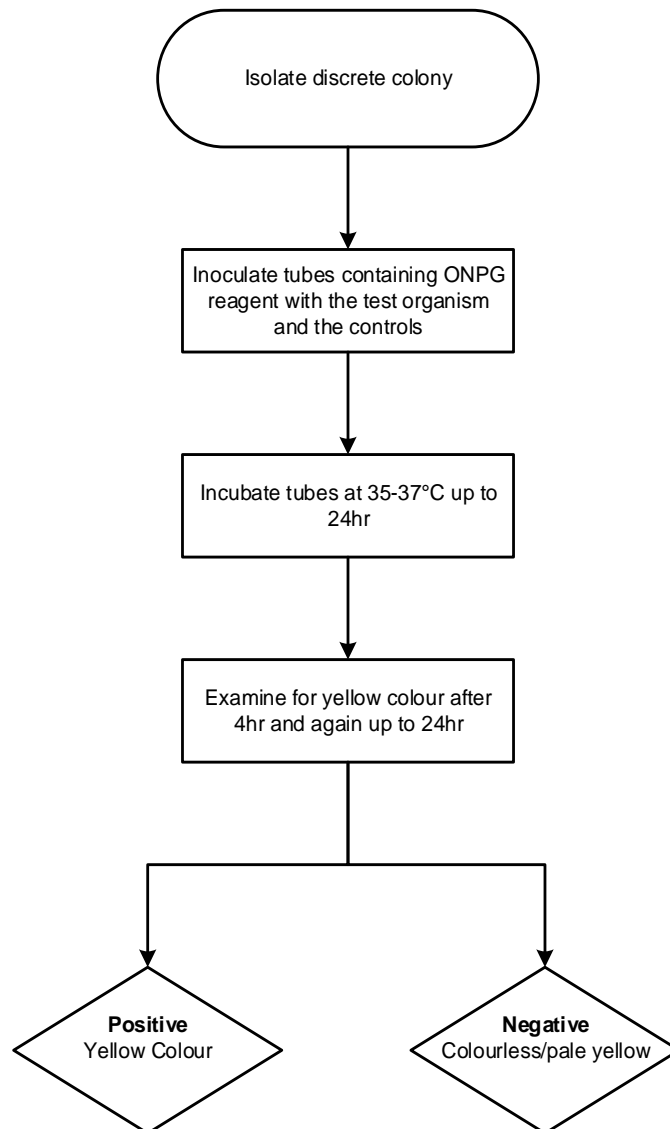 Isolate discrete colony
Inoculate tubes containing ONPG
reagent with the test organism
and the controls
Incubate tubes at 35-37°C up to
24hr
Examine for yellow colour after
4hr and again up to 24hr
Positive
Yellow Colour
Negative
Colourless/pale yellow